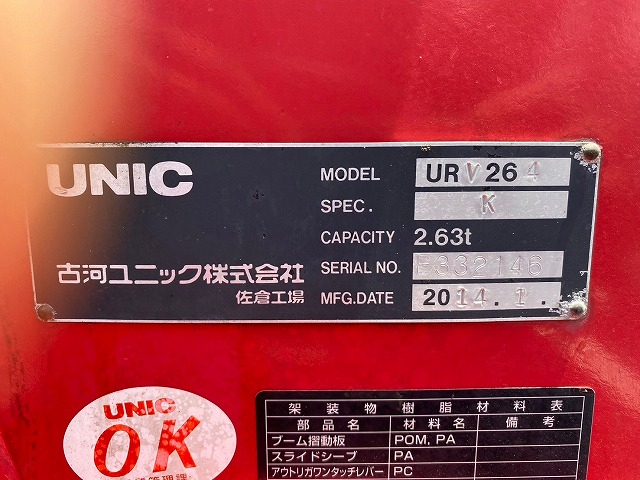 UNIC
MODEL URV264
SPEC. K
CAPACITY 2.63t
SERIAL NO. E332146
MFG.DATE 2014.1.
古河ユニック株式会社
佐倉工場
UNIC
OK
架装物樹脂材料表
部品名 材料名 備考
ブーム摺動板 POM, PA
スライドシーブ PA
アウトリガワンタッチレバー PC